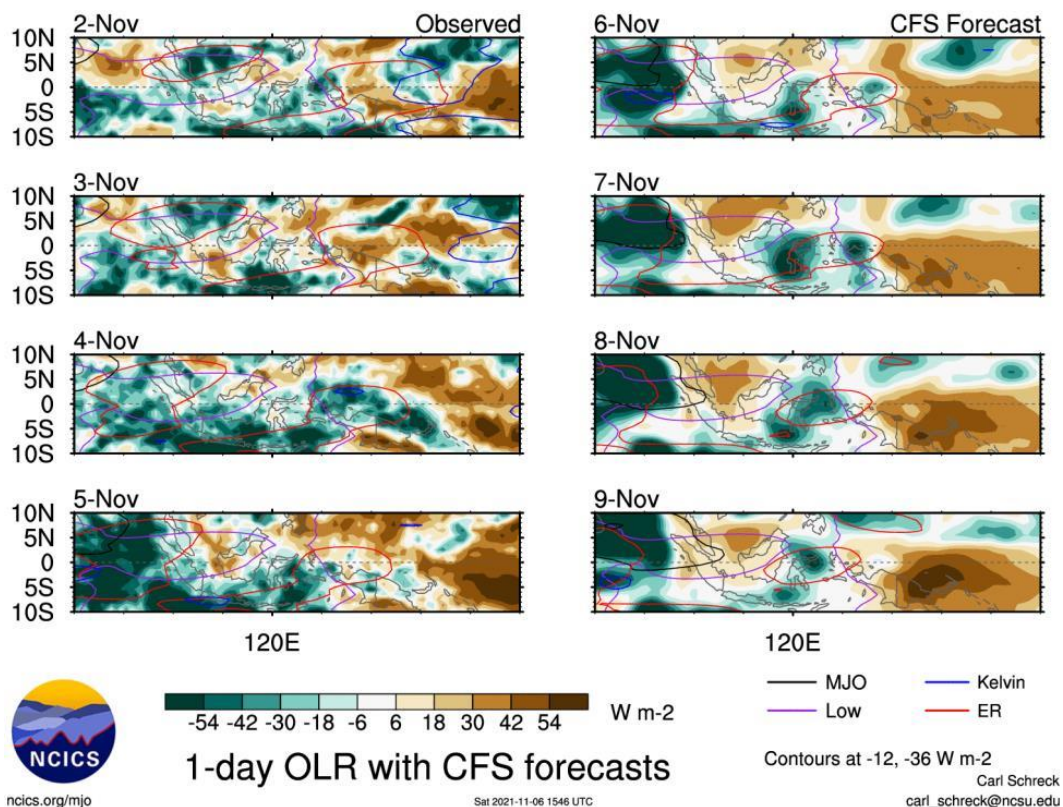 2-Nov Observed
10N
5N
0
5S
10S
3-Nov
10N
5N
0
5S
10S
4-Nov
10N
5N
0
5S
10S
5-Nov
10N
5N
0
5S
10S
120E
6-Nov CFS Forecast
7-Nov
8-Nov
9-Nov
120E
-54 -42 -30 -18 -6 6 18 30 42 54
W m-2
MJO
Kelvin
Low
ER
1-day OLR with CFS forecasts
Contours at -12, -36 W m-2
NCICS
ncics.org/mjo
Sat 2021-11-06 1546 UTC
Carl Schreck
carl_schreck@ncsu.edu